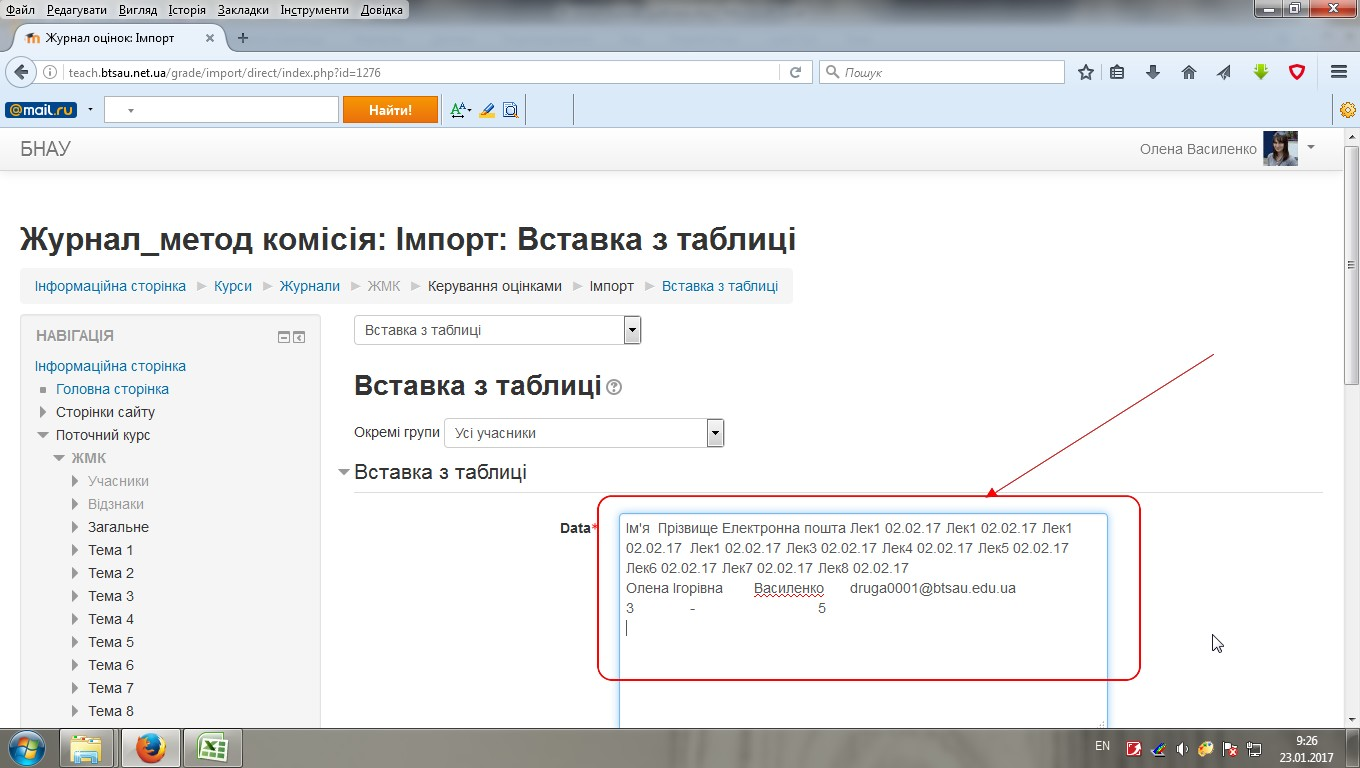 Файл Редагувати Вигляд Історія Закладки Інструменти Довідка
Журнал оцінок: Імпорт
teach.btsau.net.ua/grade/import/direct/index.php?id=1276
Пошук
@mail.ru
Найти!
БНАУ
Олена Василенко
Журнал_метод комісія: Імпорт: Вставка з таблиці
Інформаційна сторінка Курси Журнали ЖМК Керування оцінками Імпорт Вставка з таблиці
НАВІГАЦІЯ
Інформаційна сторінка
Головна сторінка
Сторінки сайту
Поточний курс
ЖМК
Учасники
Відзнаки
Загальне
Тема 1
Тема 2
Тема 3
Тема 4
Тема 5
Тема 6
Тема 7
Тема 8
Вставка з таблиці
Вставка з таблиці
Окремі групи Усі учасники
Вставка з таблиці
Data*
Ім'я Прізвище Електронна пошта Лек1 02.02.17 Лек1 02.02.17 Лек1
02.02.17 Лек1 02.02.17 Лек3 02.02.17 Лек4 02.02.17 Лек5 02.02.17
Лек6 02.02.17 Лек7 02.02.17 Лек8 02.02.17
Олена Ігорівна Василенко druga0001@btsau.edu.ua
3 - 5
EN
9:26
23.01.2017